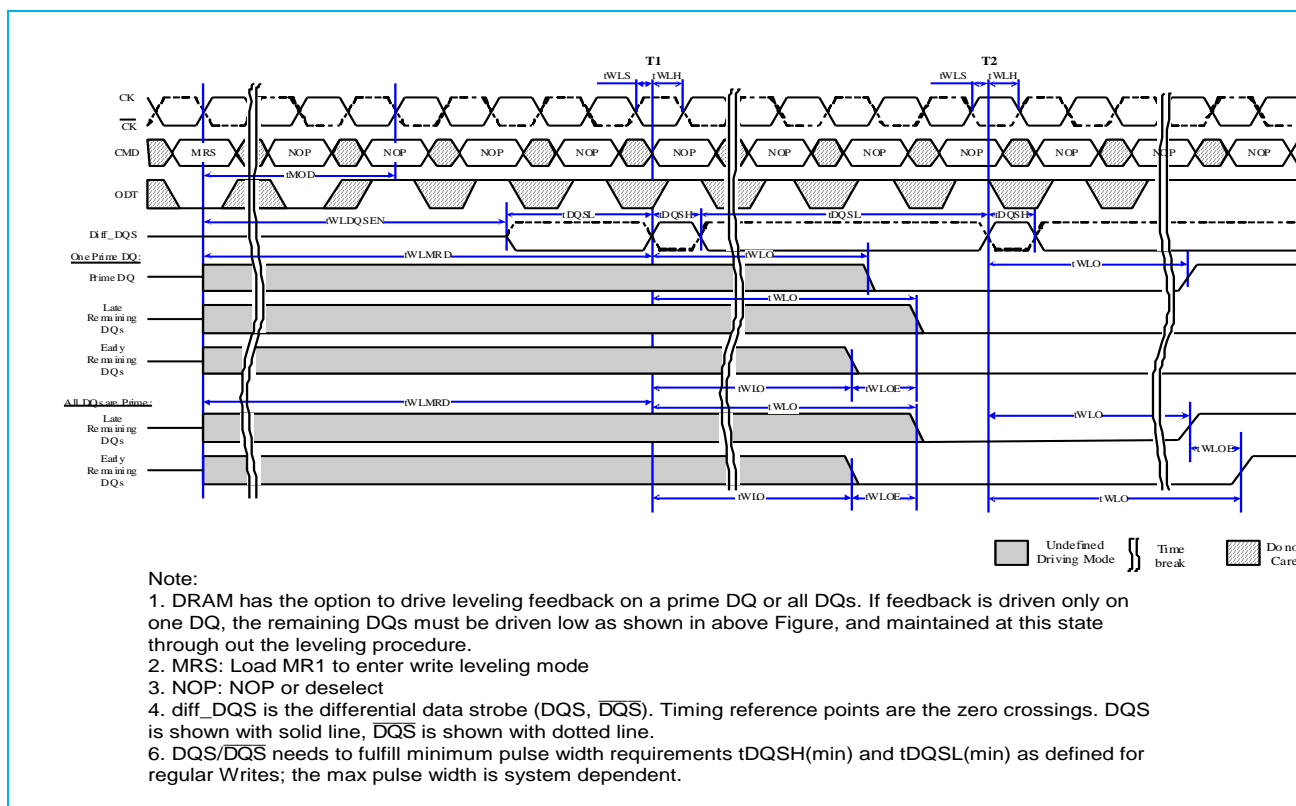 T1 T2
tWLS tWLH tWLS tWLH
CK
CK
CMD MRS NOP NOP NOP NOP NOP NOP NOP NOP NOP NOP NOP
tMOD
ODT
tWLDQSEN tDQSL tDQSH tDQSL tDQSH
Diff_DQS
One Prime DQ: tWLMRD tWLO tWLO
Prime DQ
Late
Remaining
DQs
tWLO
Early
Remaining
DQs
tWLO tWLOE
All DQs are Prime: tWLMRD tWLO tWLO
Late
Remaining
DQs
tWLOE
Early
Remaining
DQs
tWLO tWLOE tWLO
Undefined
Driving Mode
Time
break
Do no
Care
Note:
1. DRAM has the option to drive leveling feedback on a prime DQ or all DQs. If feedback is driven only on
one DQ, the remaining DQs must be driven low as shown in above Figure, and maintained at this state
through out the leveling procedure.
2. MRS: Load MR1 to enter write leveling mode
3. NOP: NOP or deselect
4. diff_DQS is the differential data strobe (DQS, D̅Q̅S̅). Timing reference points are the zero crossings. DQS
is shown with solid line, D̅Q̅S̅ is shown with dotted line.
6. DQS/D̅Q̅S̅ needs to fulfill minimum pulse width requirements tDQSH(min) and tDQSL(min) as defined for
regular Writes; the max pulse width is system dependent.